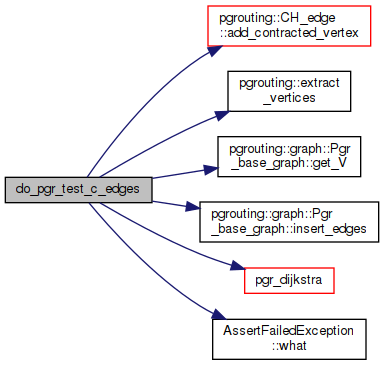 pgrouting::CH_edge
::add_contracted_vertex
pgrouting::extract
_vertices
pgrouting::graph::Pgr
_base_graph::get_V
do_pgr_test_c_edges
pgrouting::graph::Pgr
_base_graph::insert_edges
pgr_dijkstra
AssertFailedException
::what